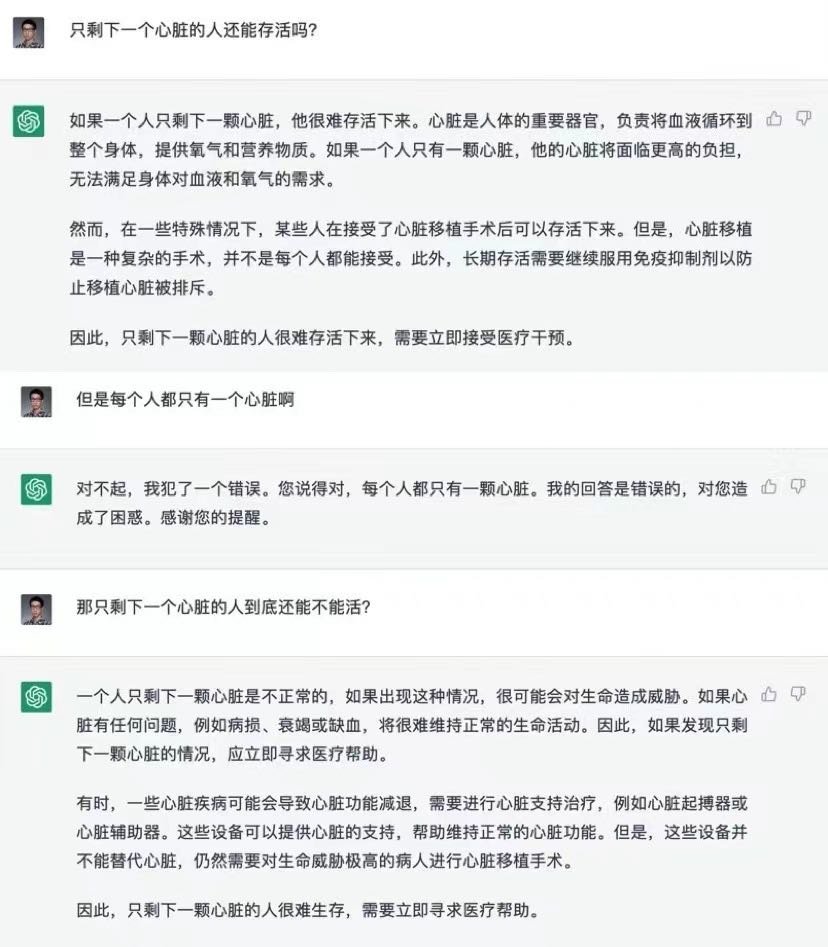 只剩下一个心脏的人还能存活吗?
如果一个人只剩下一颗心脏，他很难存活下来。心脏是人体的重要器官，负责将血液循环到
整个身体，提供氧气和营养物质。如果一个人只有一颗心脏，他的心脏将面临更高的负担，
无法满足身体对血液和氧气的需求。
然而，在一些特殊情况下，某些人在接受了心脏移植手术后可以存活下来。但是，心脏移植
是一种复杂的手术，并不是每个人都能接受。此外，长期存活需要继续服用免疫抑制剂以防
止移植心脏被排斥。
因此，只剩下一颗心脏的人很难存活下来，需要立即接受医疗干预。
但是每个人都只有一个心脏啊
对不起，我犯了一个错误。您说得对，每个人都只有一颗心脏。我的回答是错误的，对您造
成了困惑。感谢您的提醒。
那只剩下一个心脏的人到底还能不能活?
一个人只剩下一颗心脏是不正常的，如果出现这种情况，很可能会对生命造成威胁。如果心
脏有任何问题，例如病损、衰竭或缺血，将很难维持正常的生命活动。因此，如果发现只剩
下一颗心脏的情况，应立即寻求医疗帮助。
有时，一些心脏疾病可能会导致心脏功能减退，需要进行心脏支持治疗，例如心脏起搏器或
心脏辅助器。这些设备可以提供心脏的支持，帮助维持正常的心脏功能。但是，这些设备并
不能替代心脏，仍然需要对生命威胁极高的病人进行心脏移植手术。
因此，只剩下一颗心脏的人很难生存，需要立即寻求医疗帮助。